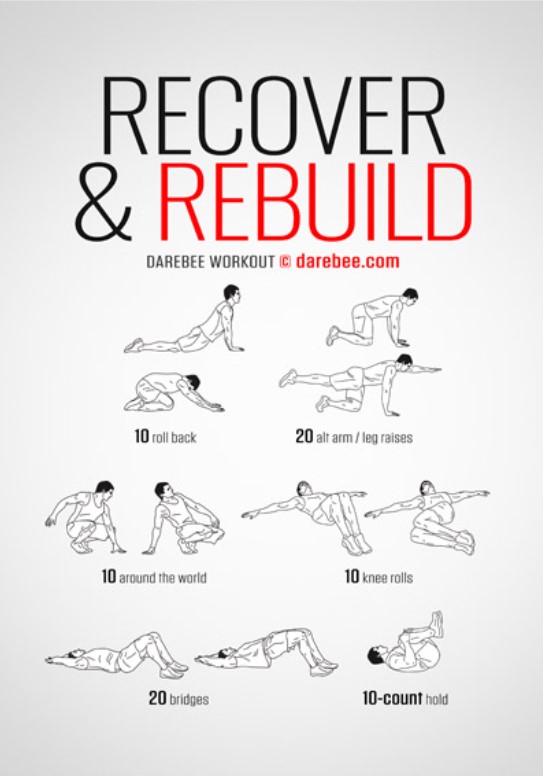 RECOVER
& REBUILD
DAREBEE WORKOUT © darebee.com
10 roll back
20 alt arm / leg raises
10 around the world
10 knee rolls
20 bridges
10-count hold